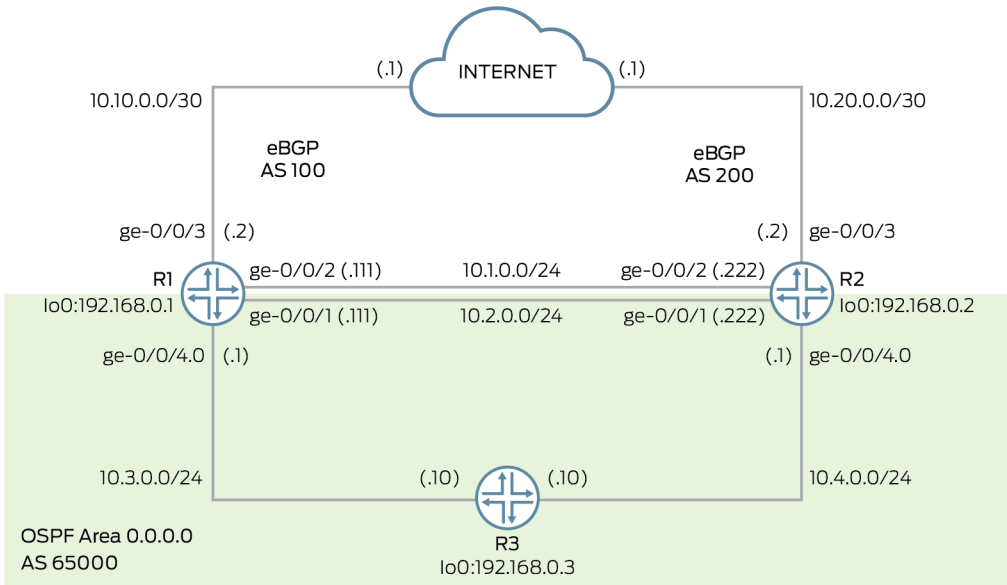 INTERNET
(.1)
(.1)
10.10.0.0/30
10.20.0.0/30
eBGP
AS 100
eBGP
AS 200
ge-0/0/3
(.2)
(.2)
ge-0/0/3
R1
lo0:192.168.0.1
ge-0/0/2 (.111)
10.1.0.0/24
ge-0/0/2 (.222)
R2
lo0:192.168.0.2
ge-0/0/1 (.111)
10.2.0.0/24
ge-0/0/1 (.222)
ge-0/0/4.0
(.1)
(.1)
ge-0/0/4.0
10.3.0.0/24
(.10)
(.10)
10.4.0.0/24
OSPF Area 0.0.0.0
AS 65000
R3
lo0:192.168.0.3